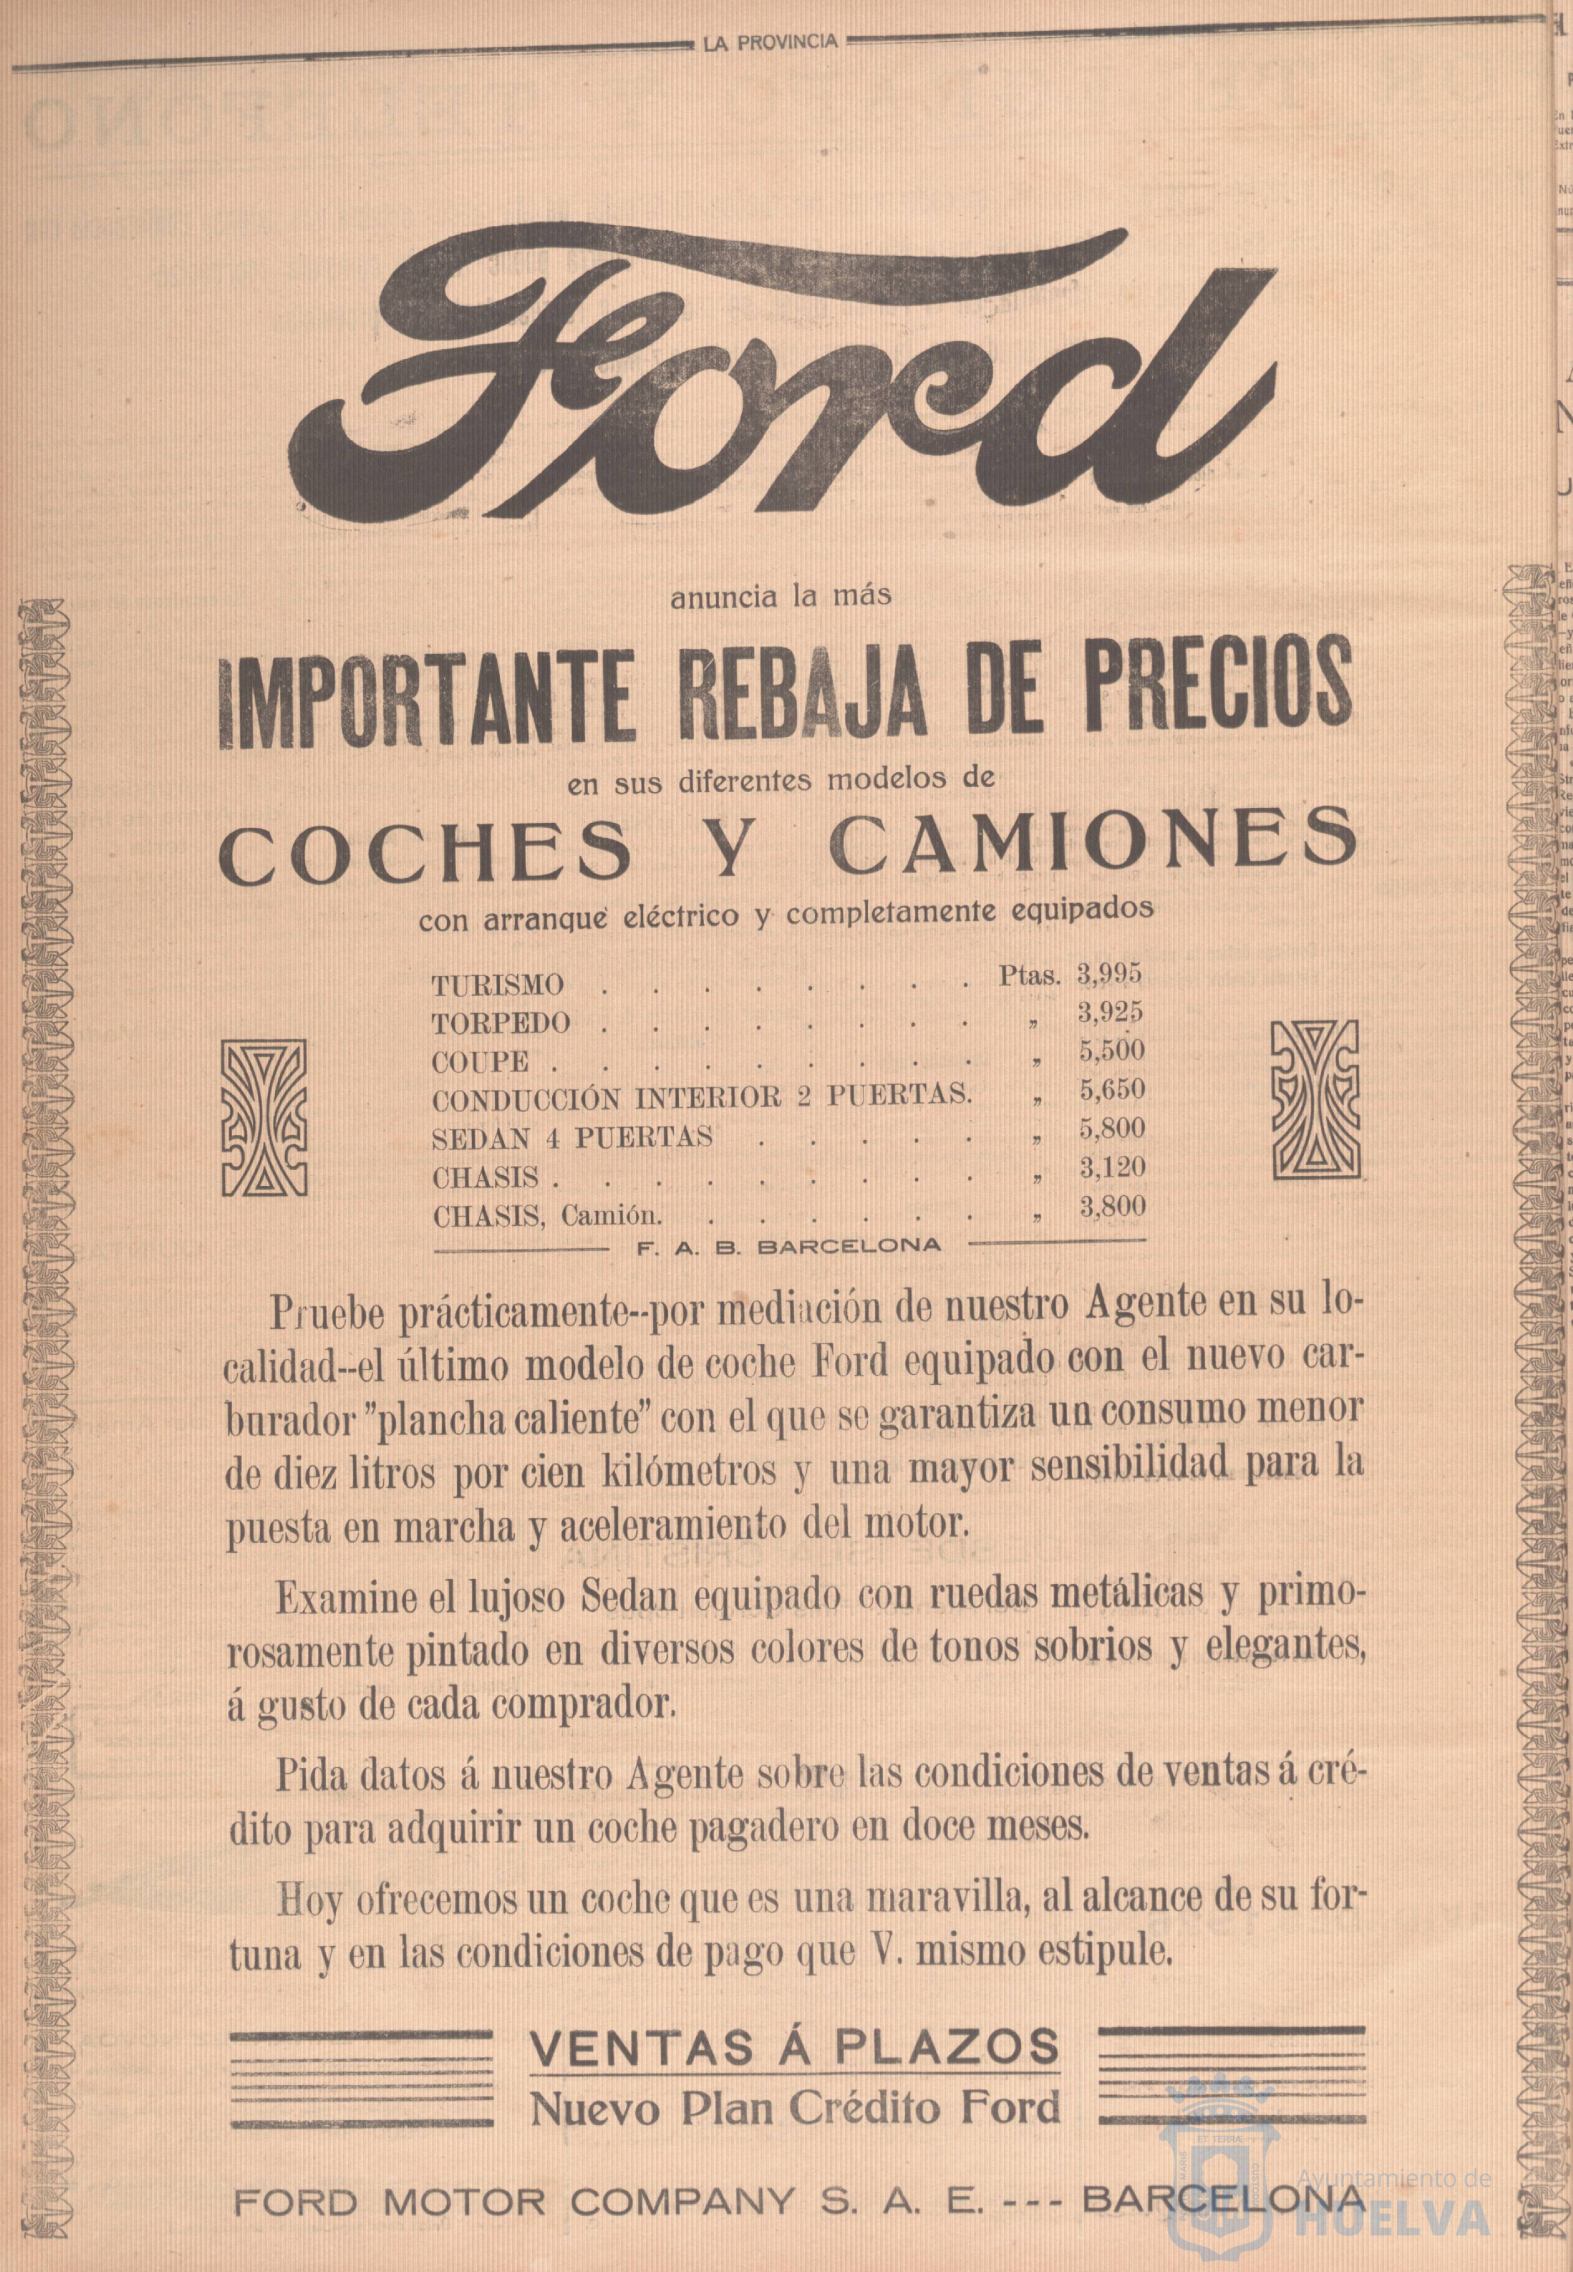 LA PROVINCIA
Ford
anuncia la más
IMPORTANTE REBAJA DE PRECIOS
en sus diferentes modelos de
COCHES Y CAMIONES
con arranque eléctrico y completamente equipados
TURISMO . . . . . . . . Ptas. 3,995
TORPEDO . . . . . . . . „ 3,925
COUPE . . . . . . . . . „ 5,500
CONDUCCIÓN INTERIOR 2 PUERTAS. „ 5,650
SEDAN 4 PUERTAS . . . . . „ 5,800
CHASIS . . . . . . . . . „ 3,120
CHASIS, Camión. . . . . . . „ 3,800
F. A. B. BARCELONA
Pruebe prácticamente--por mediación de nuestro Agente en su lo-
calidad--el último modelo de coche Ford equipado con el nuevo car-
burador "plancha caliente" con el que se garantiza un consumo menor
de diez litros por cien kilómetros y una mayor sensibilidad para la
puesta en marcha y aceleramiento del motor.
Examine el lujoso Sedan equipado con ruedas metálicas y primo-
rosamente pintado en diversos colores de tonos sobrios y elegantes,
á gusto de cada comprador.
Pida datos á nuestro Agente sobre las condiciones de ventas á cré-
dito para adquirir un coche pagadero en doce meses.
Hoy ofrecemos un coche que es una maravilla, al alcance de su for-
tuna y en las condiciones de pago que V. mismo estipule.
VENTAS Á PLAZOS
Nuevo Plan Crédito Ford
FORD MOTOR COMPANY S. A. E. --- BARCELONA
Ayuntamiento de
HUELVA